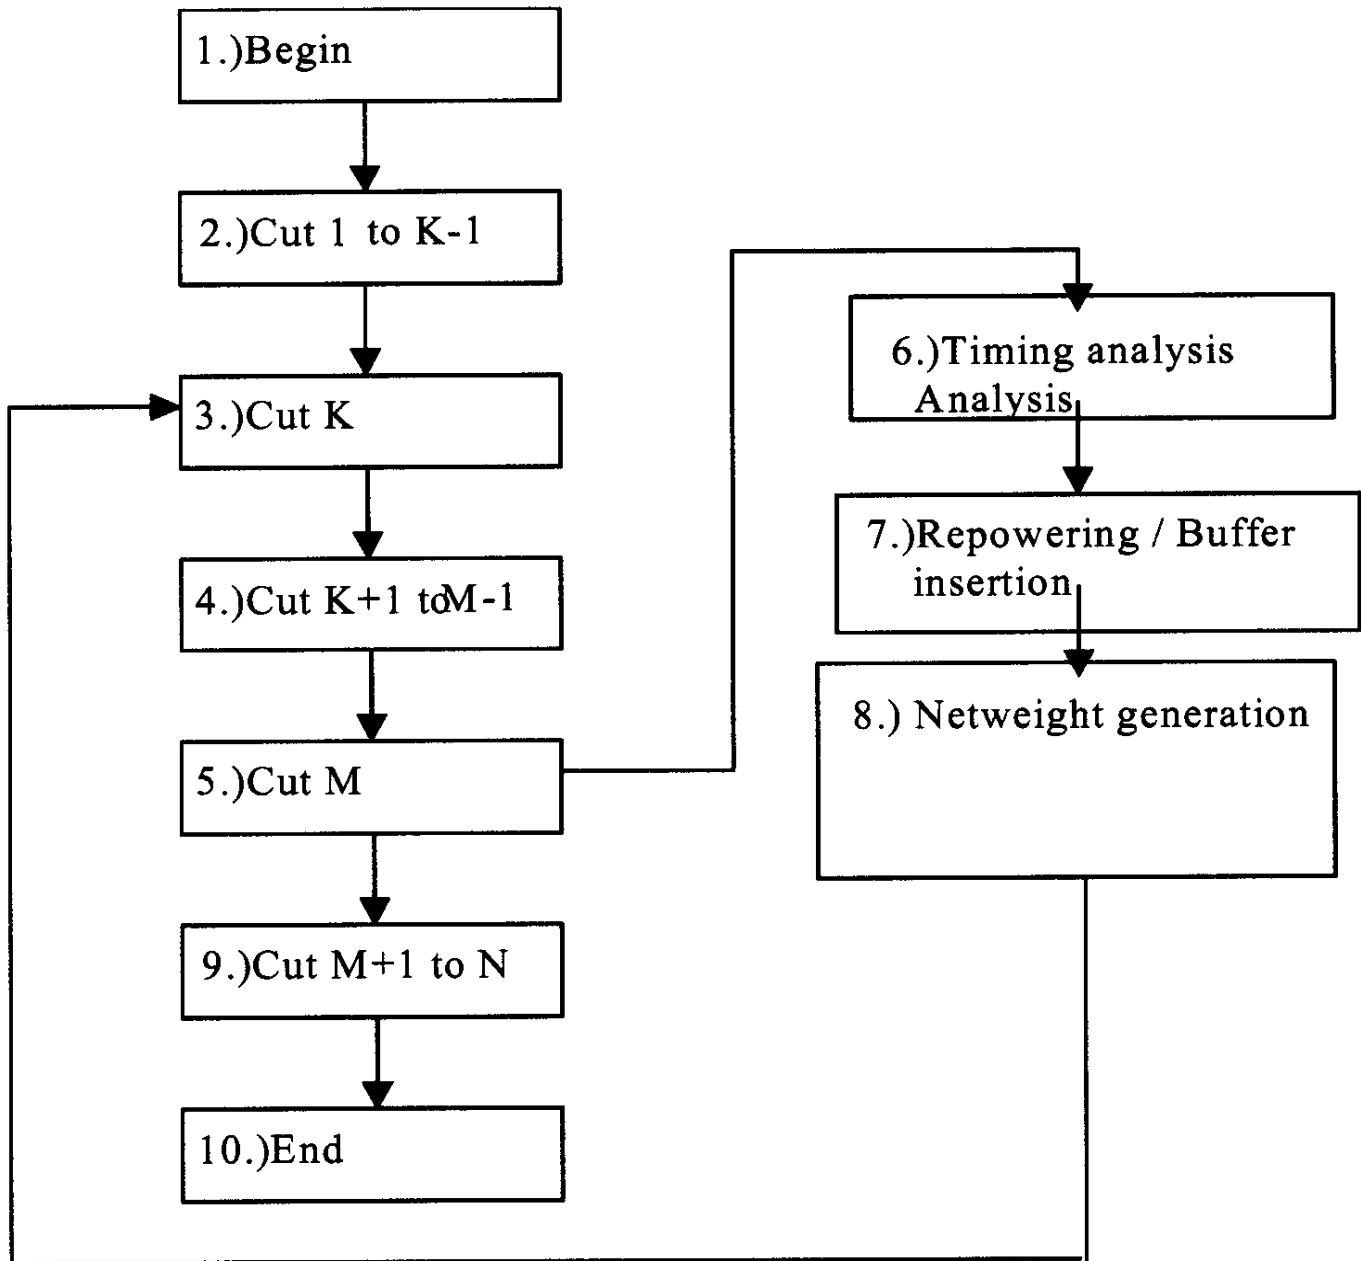 1.)Begin
2.)Cut 1 to K-1
3.)Cut K
4.)Cut K+1 to M-1
5.)Cut M
6.)Timing analysis
Analysis
7.)Repowering / Buffer
insertion
8.) Netweight generation
9.)Cut M+1 to N
10.)End